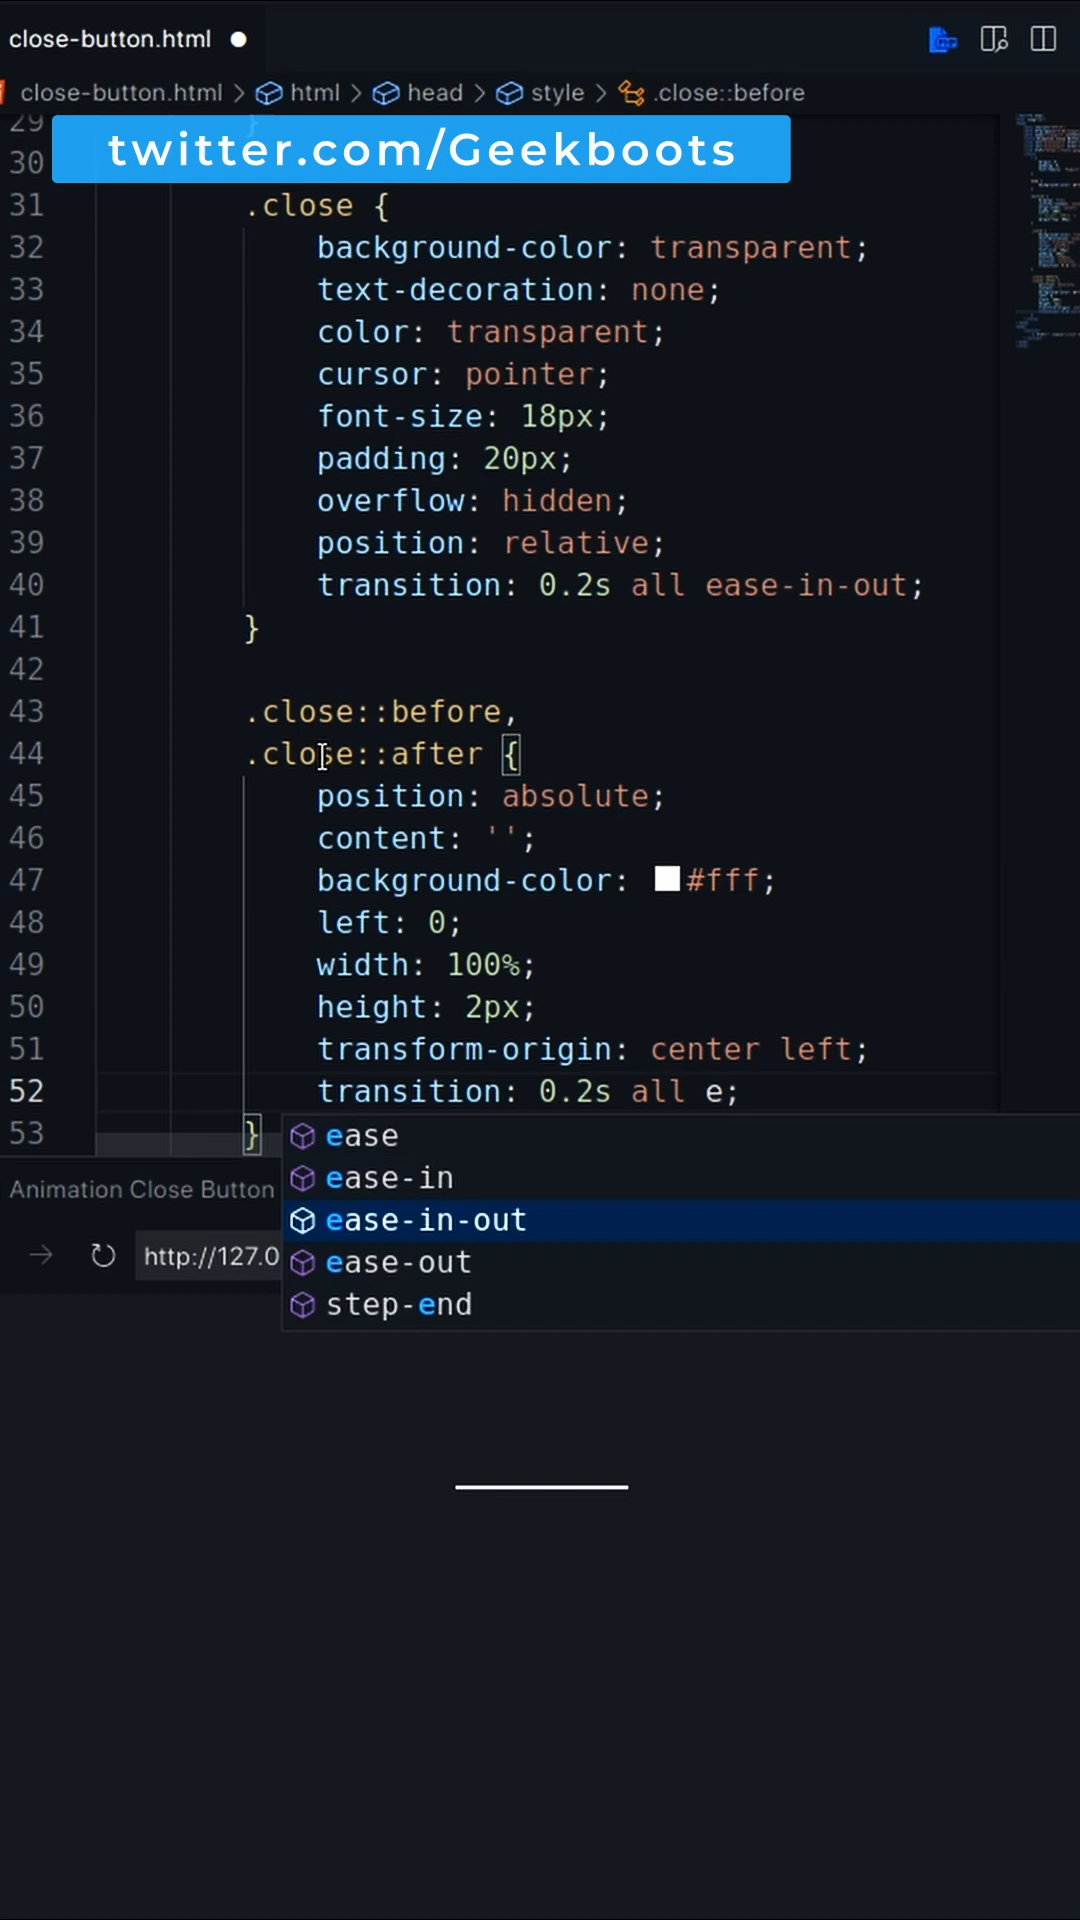 close-button.html
close-button.html > html > head > style > .close::before
29 }
twitter.com/Geekboots
30
31 .close {
32 background-color: transparent;
33 text-decoration: none;
34 color: transparent;
35 cursor: pointer;
36 font-size: 18px;
37 padding: 20px;
38 overflow: hidden;
39 position: relative;
40 transition: 0.2s all ease-in-out;
41 }
42
43 .close::before,
44 .close::after {
45 position: absolute;
46 content: '';
47 background-color: #fff;
48 left: 0;
49 width: 100%;
50 height: 2px;
51 transform-origin: center left;
52 transition: 0.2s all e;
53 }
ease
ease-in
ease-in-out
ease-out
step-end
Animation Close Button
http://127.0